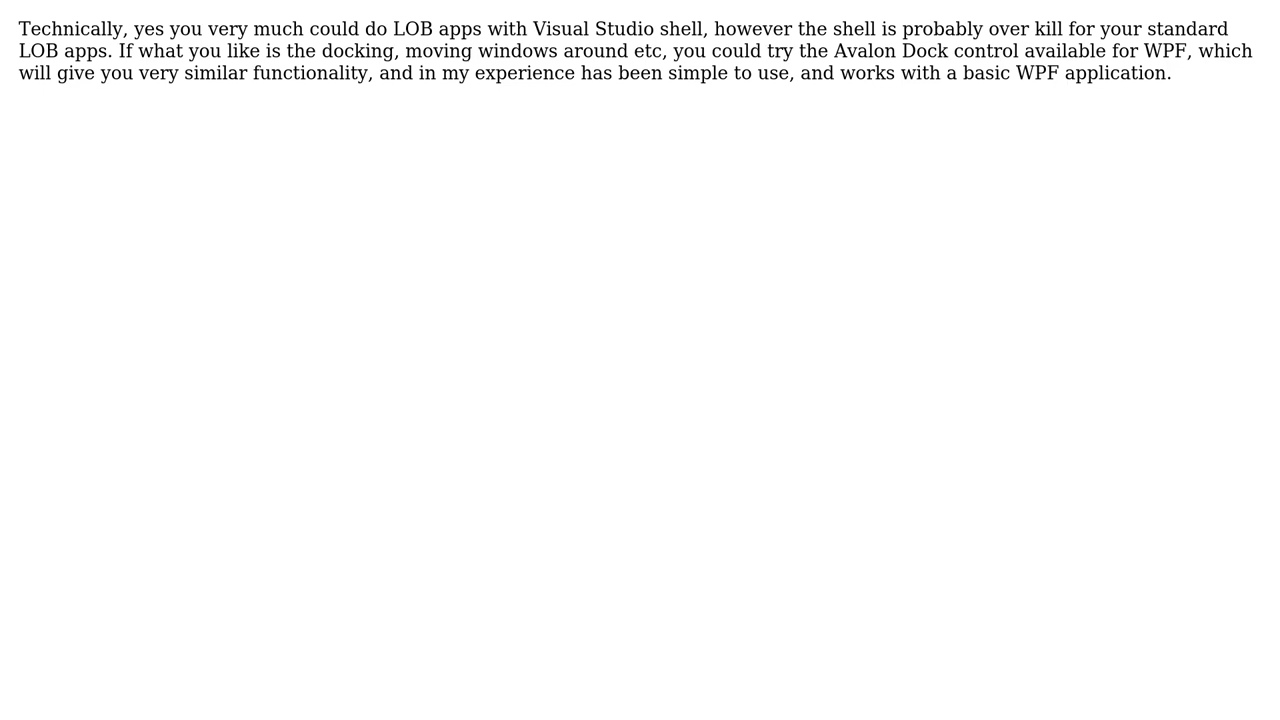 Technically, yes you very much could do LOB apps with Visual Studio shell, however the shell is probably over kill for your standard
LOB apps. If what you like is the docking, moving windows around etc, you could try the Avalon Dock control available for WPF, which
will give you very similar functionality, and in my experience has been simple to use, and works with a basic WPF application.